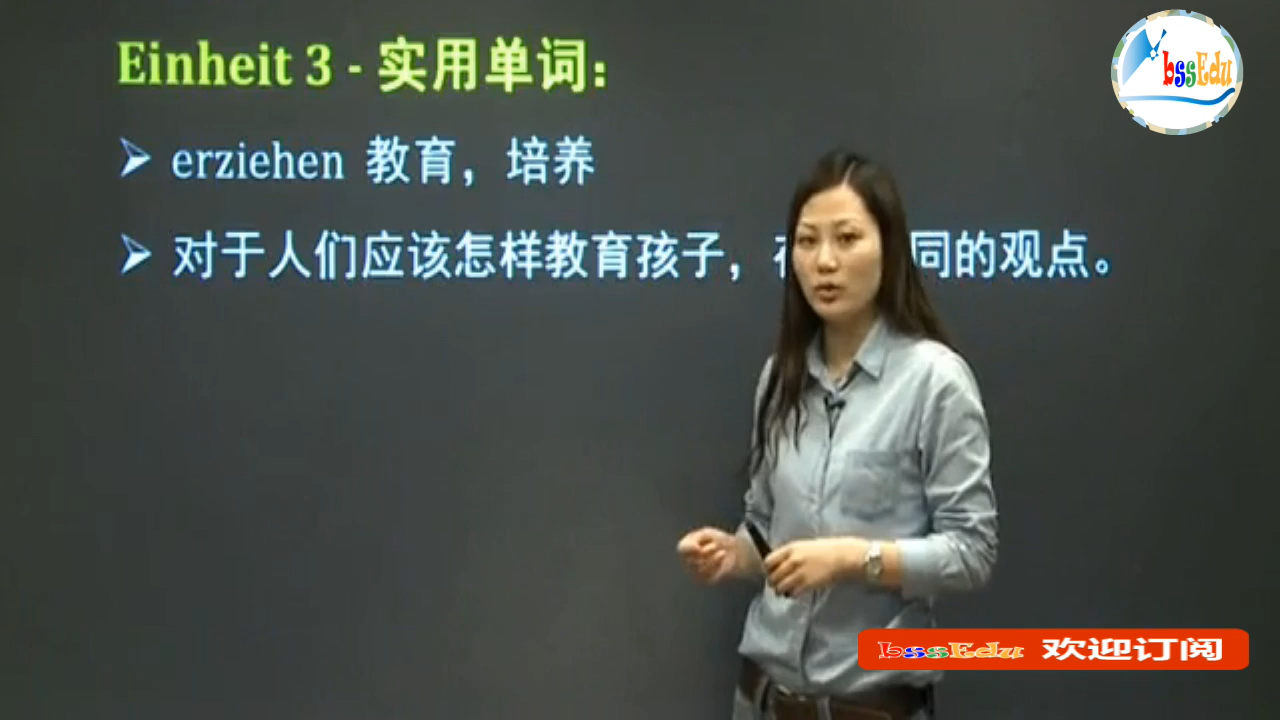 Einheit 3 - 实用单词：
erziehen 教育，培养
对于人们应该怎样教育孩子，同的观点。
bssEdu
bssEdu 欢迎订阅